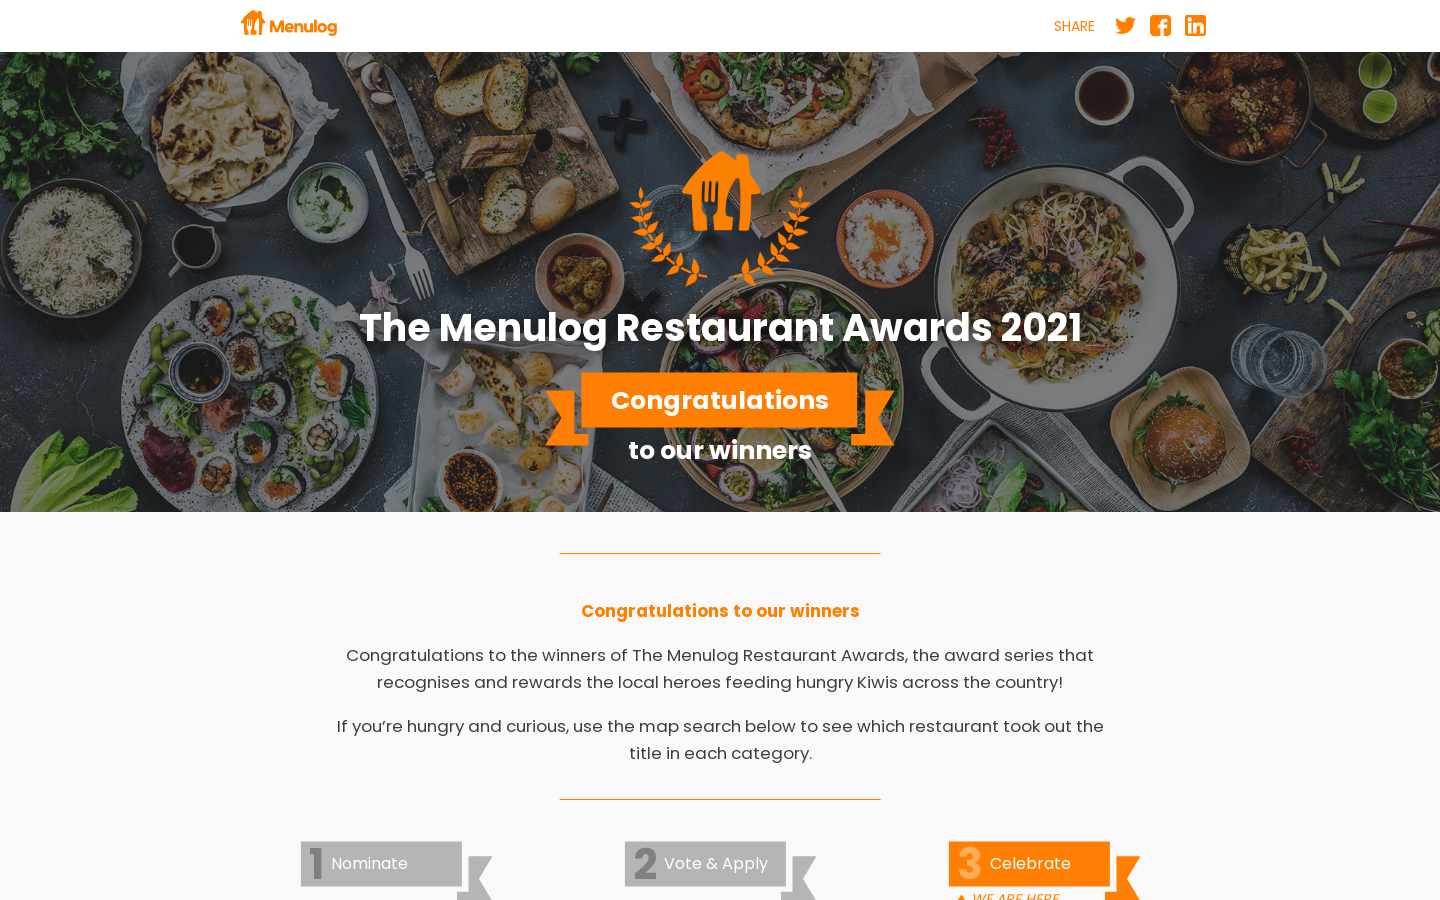 Menulog
SHARE
The Menulog Restaurant Awards 2021
Congratulations
to our winners
Congratulations to our winners
Congratulations to the winners of The Menulog Restaurant Awards, the award series that
recognises and rewards the local heroes feeding hungry Kiwis across the country!
If you’re hungry and curious, use the map search below to see which restaurant took out the
title in each category.
1 Nominate
2 Vote & Apply
3 Celebrate
WE ARE HERE